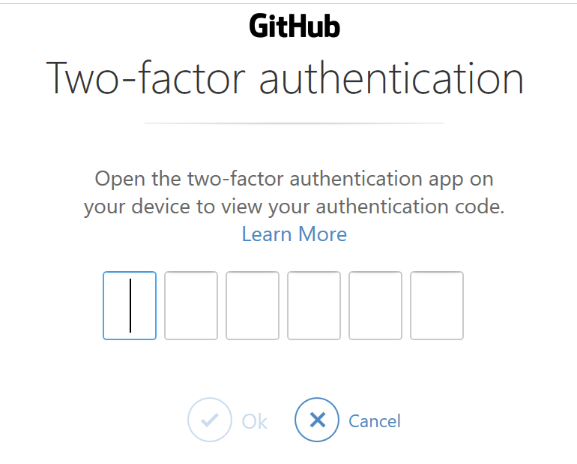 GitHub
Two-factor authentication
Open the two-factor authentication app on
your device to view your authentication code.
Learn More
Ok
Cancel